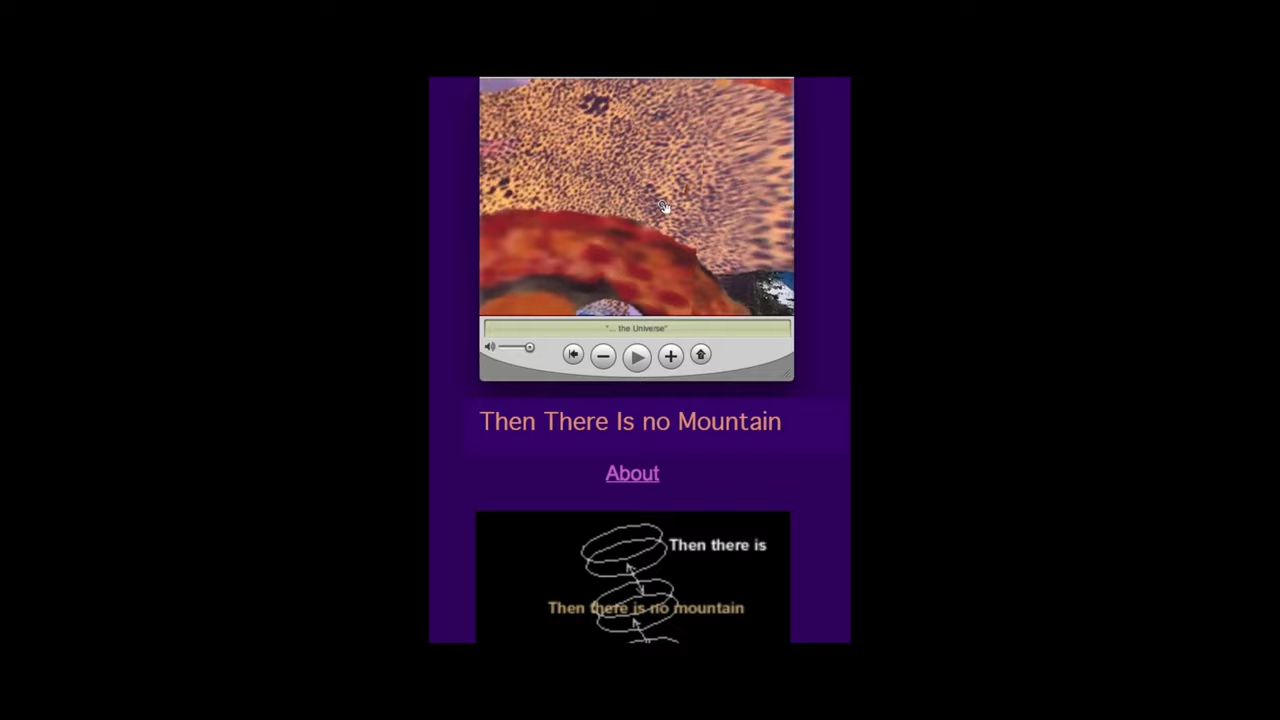 "... the Universe"
Then There Is no Mountain
About
Then there is
Then there is no mountain